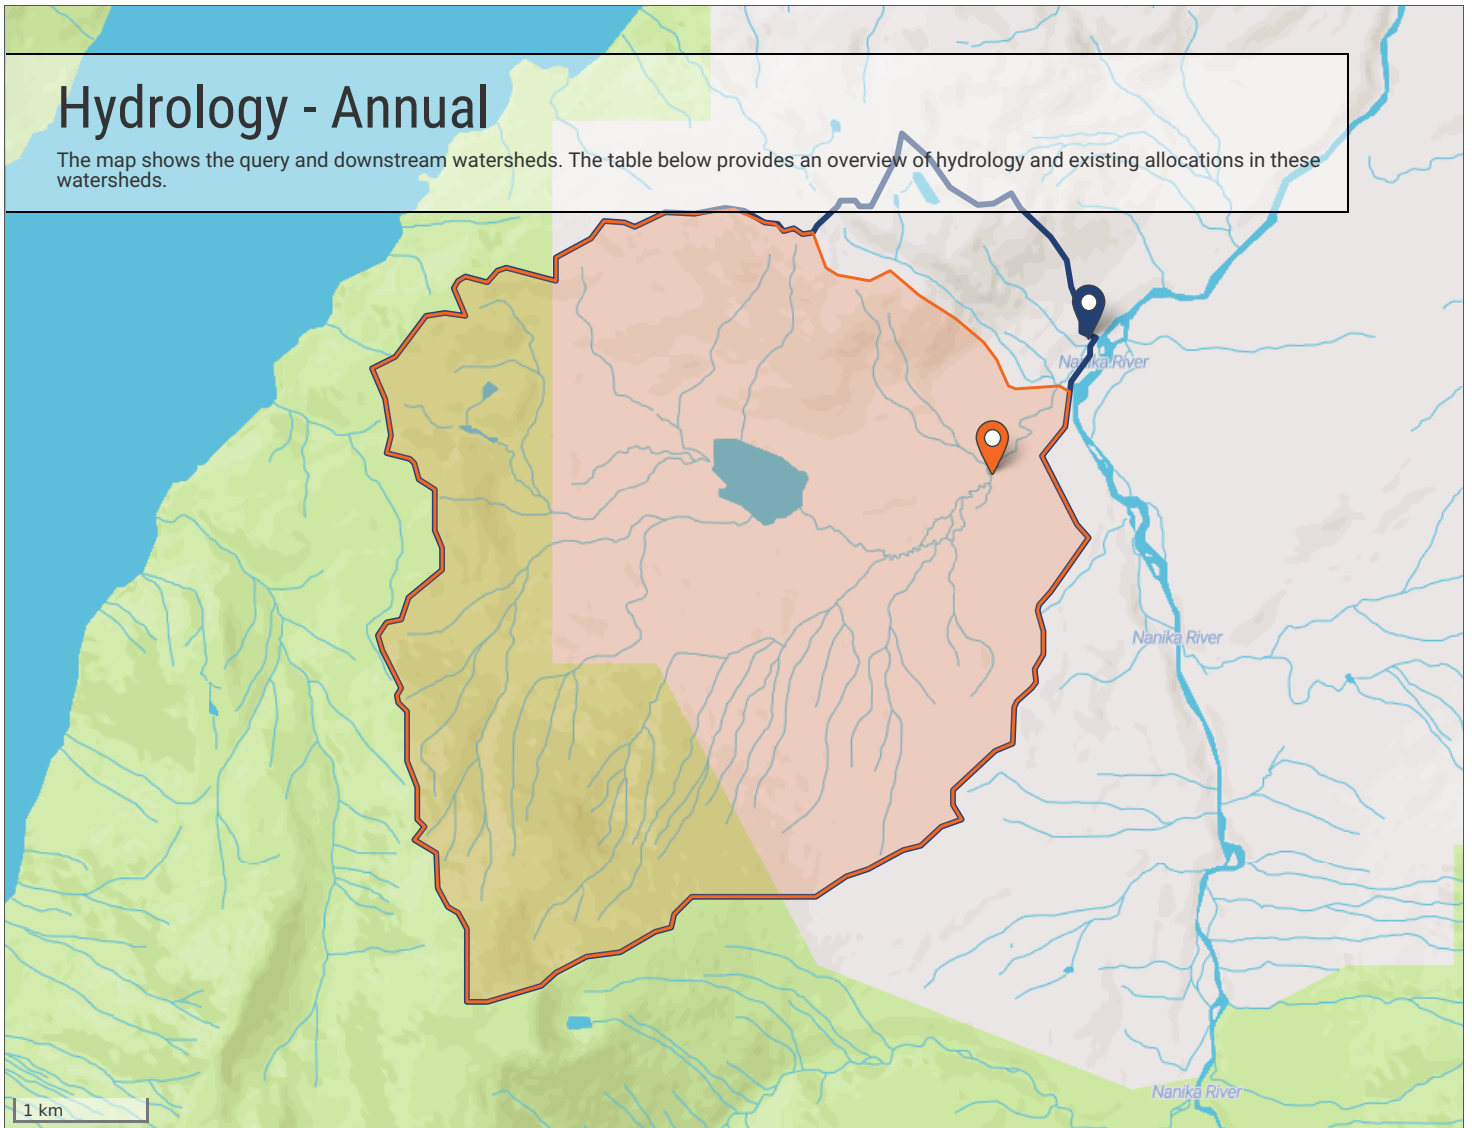 Hydrology - Annual
The map shows the query and downstream watersheds. The table below provides an overview of hydrology and existing allocations in these
watersheds.
Nanika River
Nanika River
Nanika River
1 km